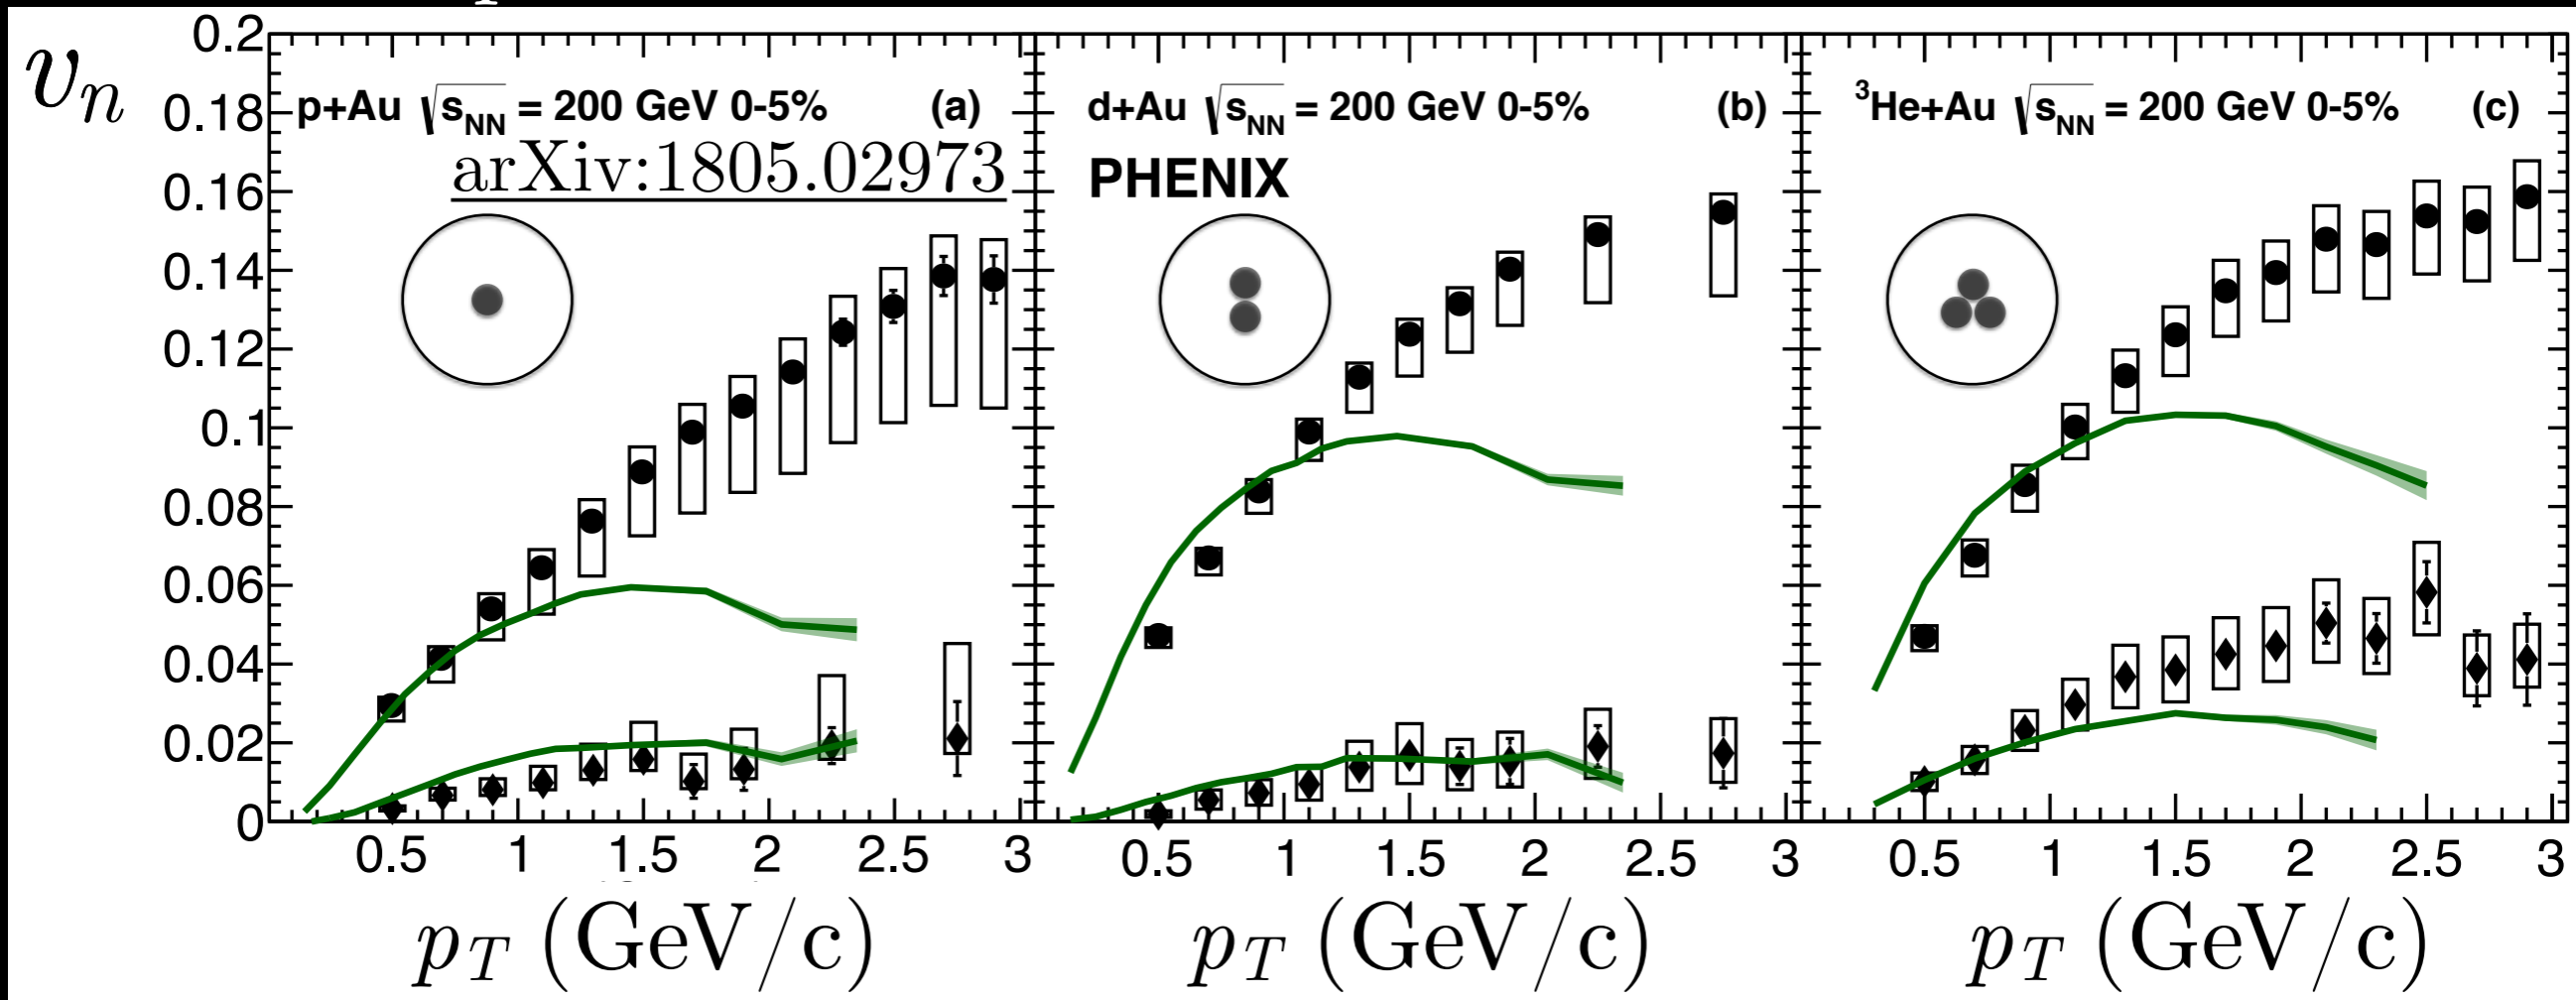 v_n
0.2
0.18
0.16
0.14
0.12
0.1
0.08
0.06
0.04
0.02
0
p+Au √s_NN = 200 GeV 0-5% (a)
arXiv:1805.02973
d+Au √s_NN = 200 GeV 0-5% (b)
PHENIX
³He+Au √s_NN = 200 GeV 0-5% (c)
0.5 1 1.5 2 2.5 3
0.5 1 1.5 2 2.5 3
0.5 1 1.5 2 2.5 3
p_T (GeV/c)
p_T (GeV/c)
p_T (GeV/c)